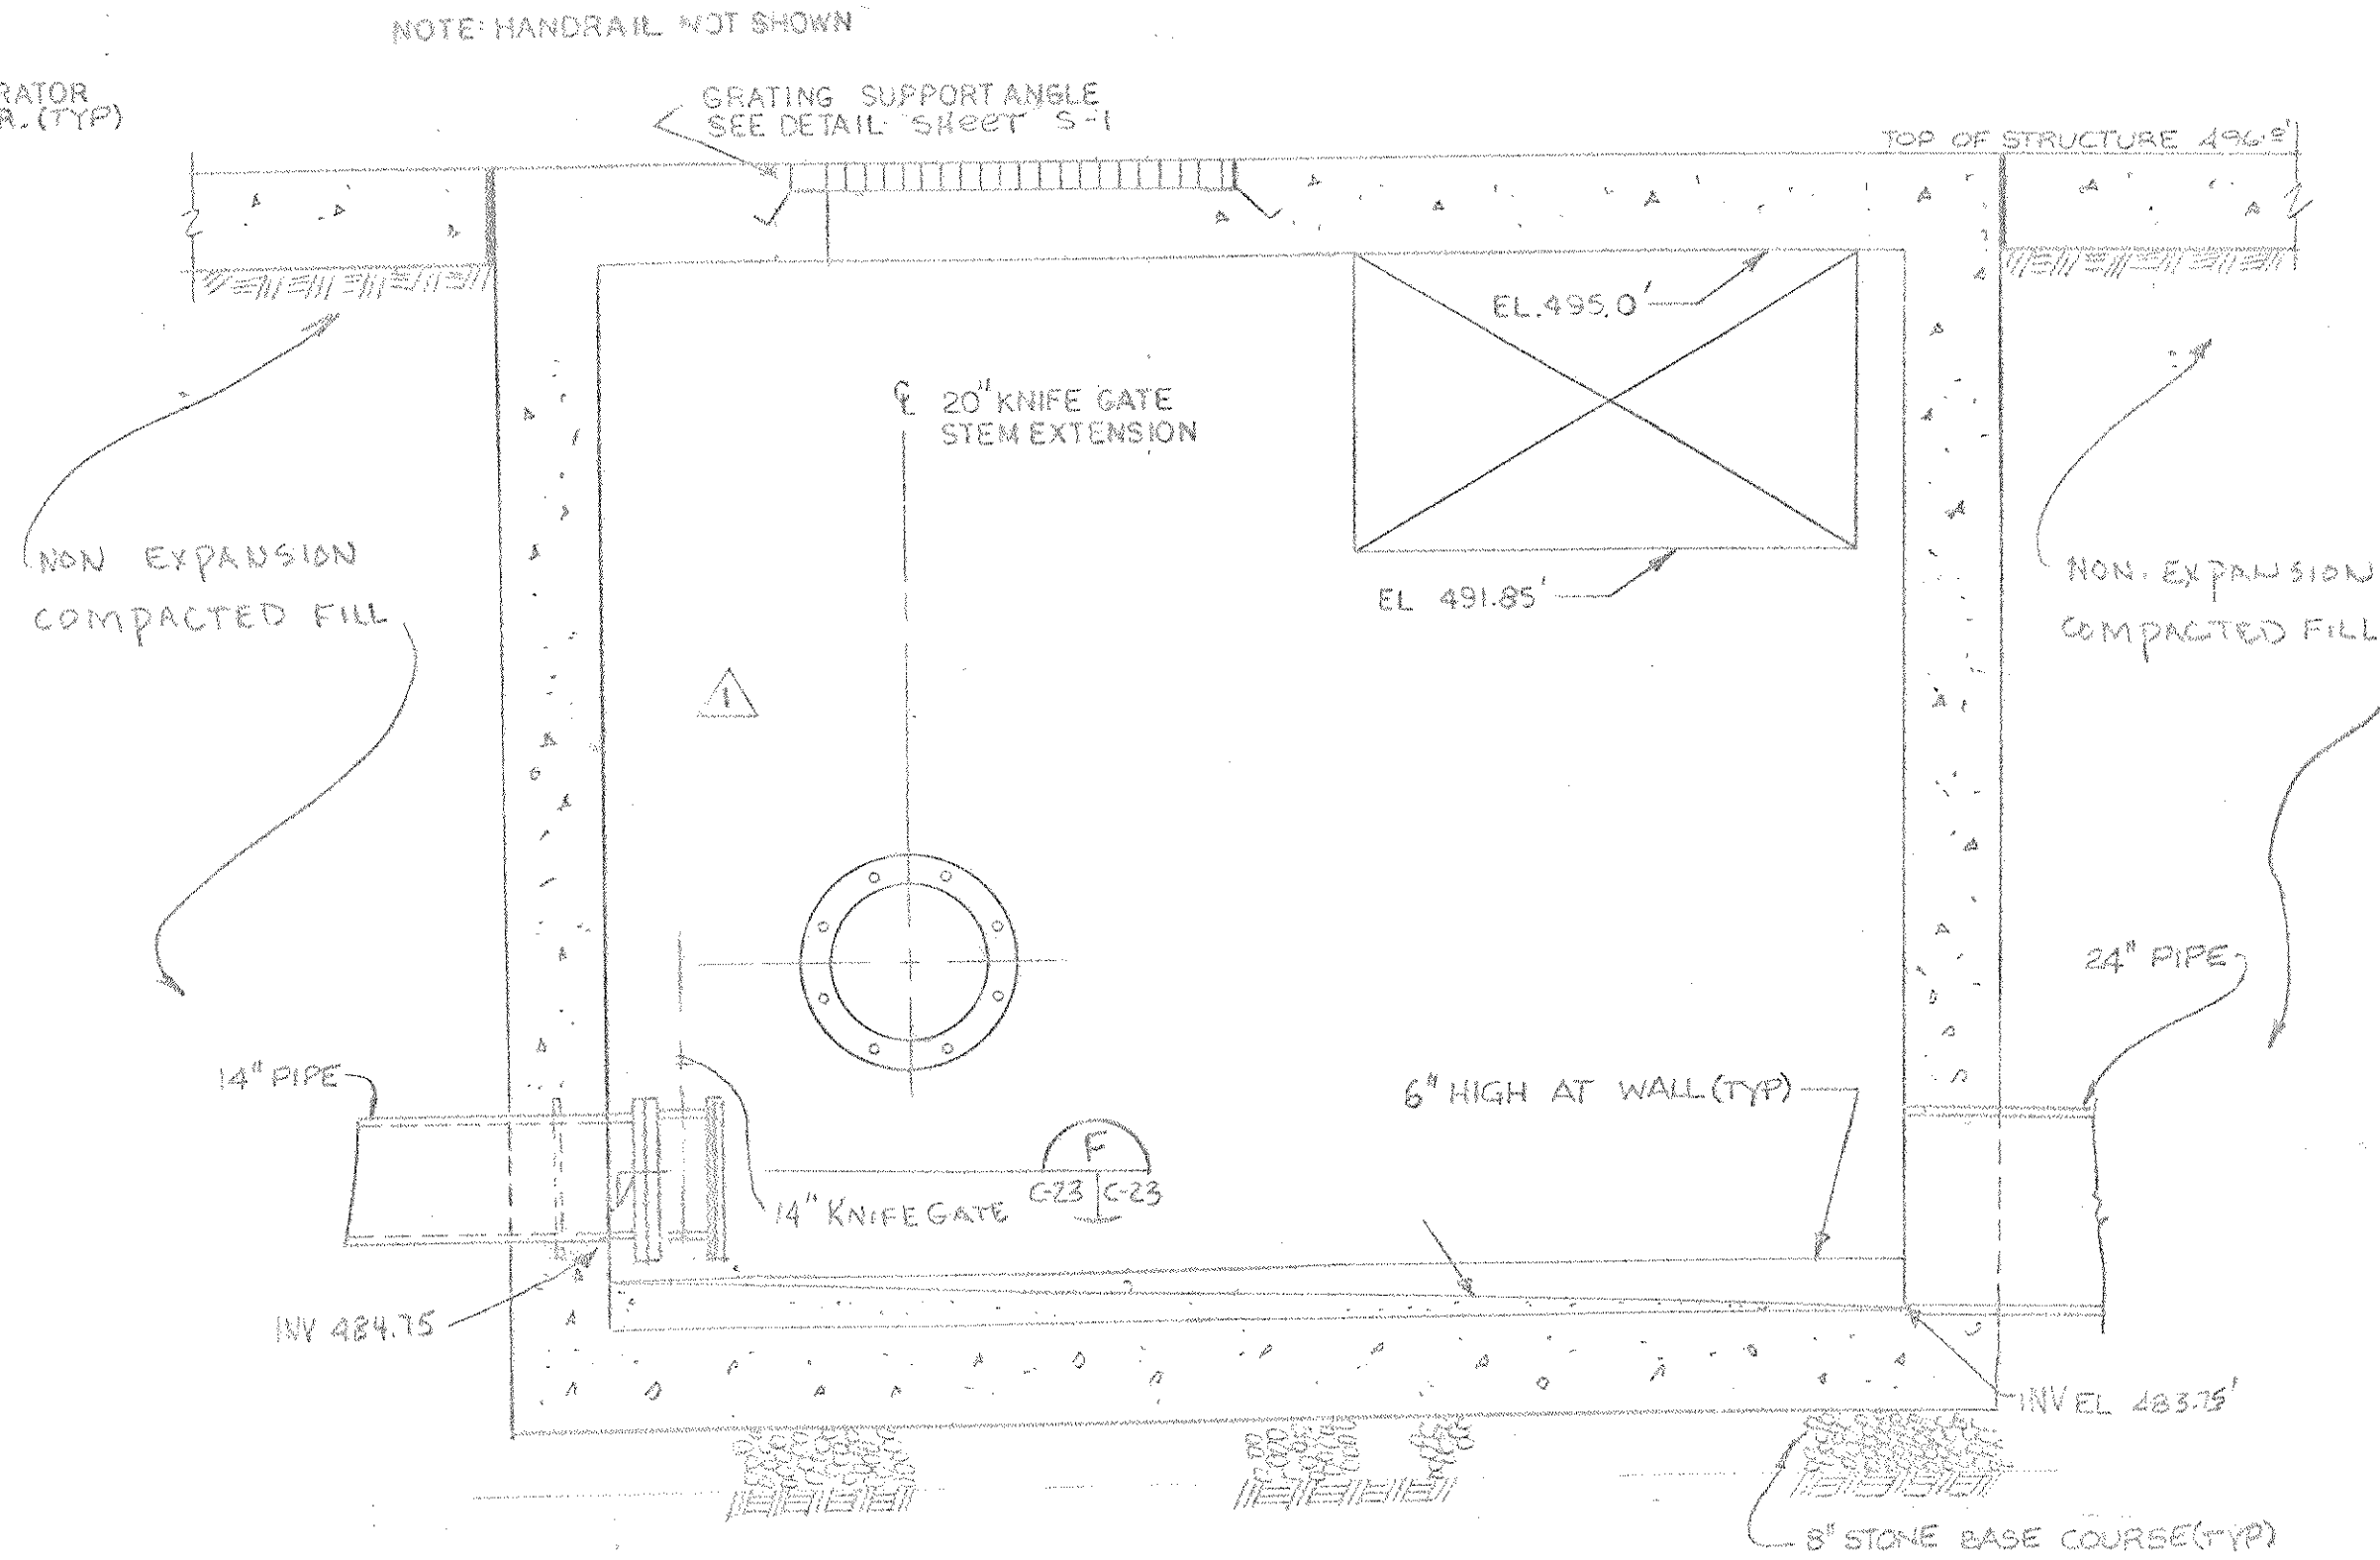 NOTE: HANDRAIL NOT SHOWN
RATOR
R. (TYP)
GRATING SUPPORT ANGLE
SEE DETAIL SHEET S-1
TOP OF STRUCTURE 496.0'
EL. 495.0'
℄ 20" KNIFE GATE
STEM EXTENSION
NON EXPANSION
COMPACTED FILL
EL 491.85'
NON. EXPANSION
COMPACTED FILL
1
24" PIPE
14" PIPE
6" HIGH AT WALL (TYP)
F
C-23 C-23
14" KNIFE GATE
INV 484.75
INV EL 483.75'
8" STONE BASE COURSE (TYP)